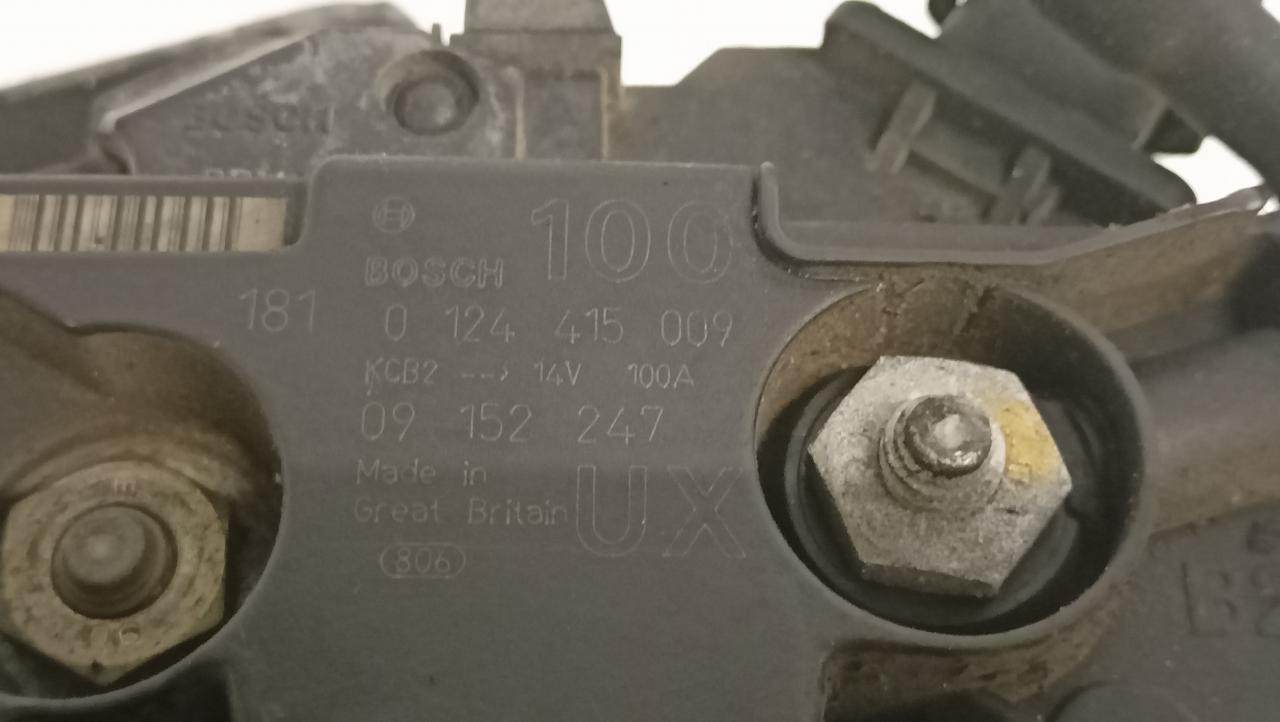 BOSCH
100
BOSCH
181
0 124 415 009
KCB2 --> 14V 100A
09 152 247
Made in
Great Britain
UX
806